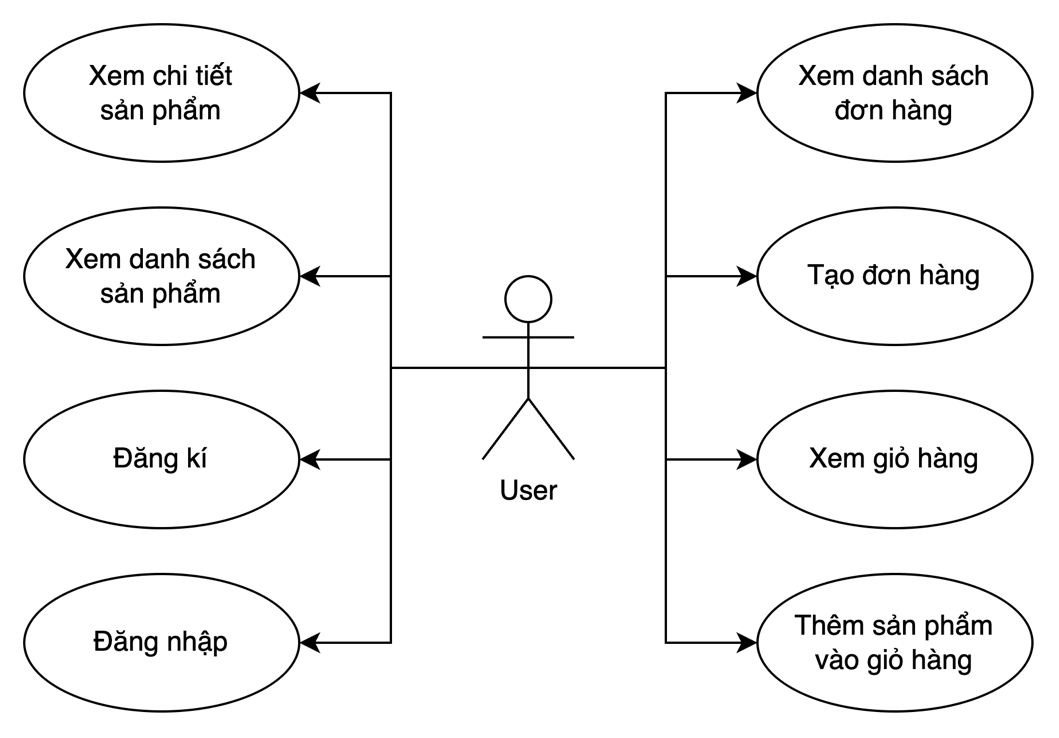 Xem chi tiết
sản phẩm
Xem danh sách
sản phẩm
Đăng kí
Đăng nhập
User
Xem danh sách
đơn hàng
Tạo đơn hàng
Xem giỏ hàng
Thêm sản phẩm
vào giỏ hàng